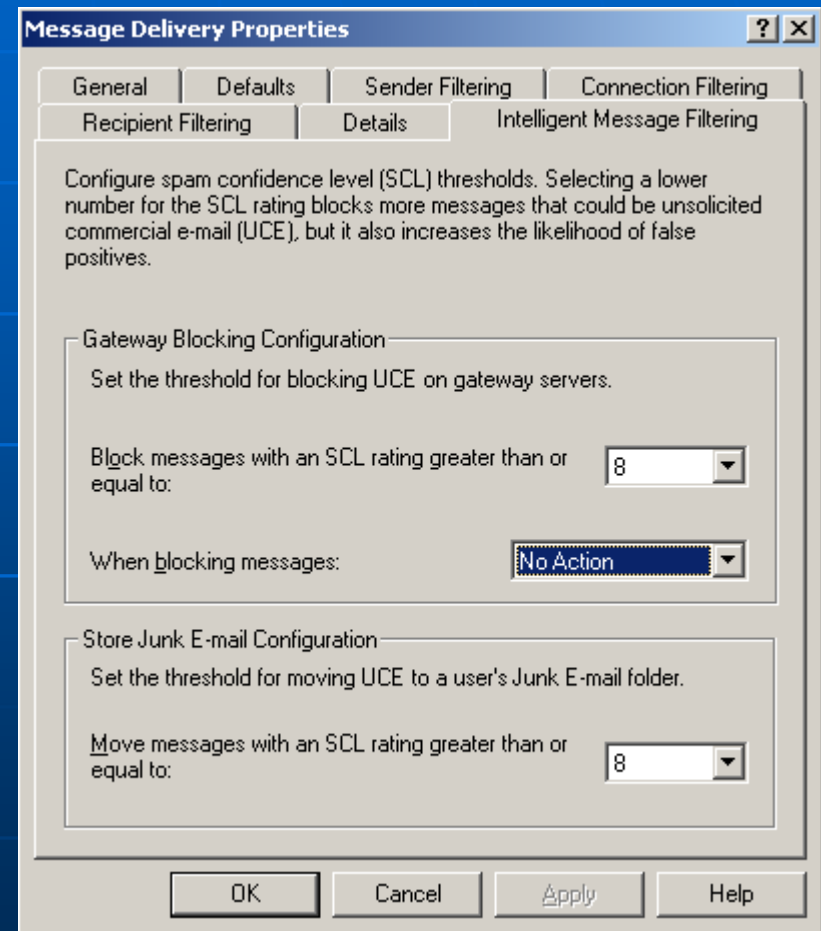 Message Delivery Properties
General Defaults Sender Filtering Connection Filtering
Recipient Filtering Details Intelligent Message Filtering
Configure spam confidence level (SCL) thresholds. Selecting a lower
number for the SCL rating blocks more messages that could be unsolicited
commercial e-mail (UCE), but it also increases the likelihood of false
positives.
Gateway Blocking Configuration
Set the threshold for blocking UCE on gateway servers.
Block messages with an SCL rating greater than or
equal to:
8
When blocking messages:
No Action
Store Junk E-mail Configuration
Set the threshold for moving UCE to a user's Junk E-mail folder.
Move messages with an SCL rating greater than or
equal to:
8
OK Cancel Apply Help